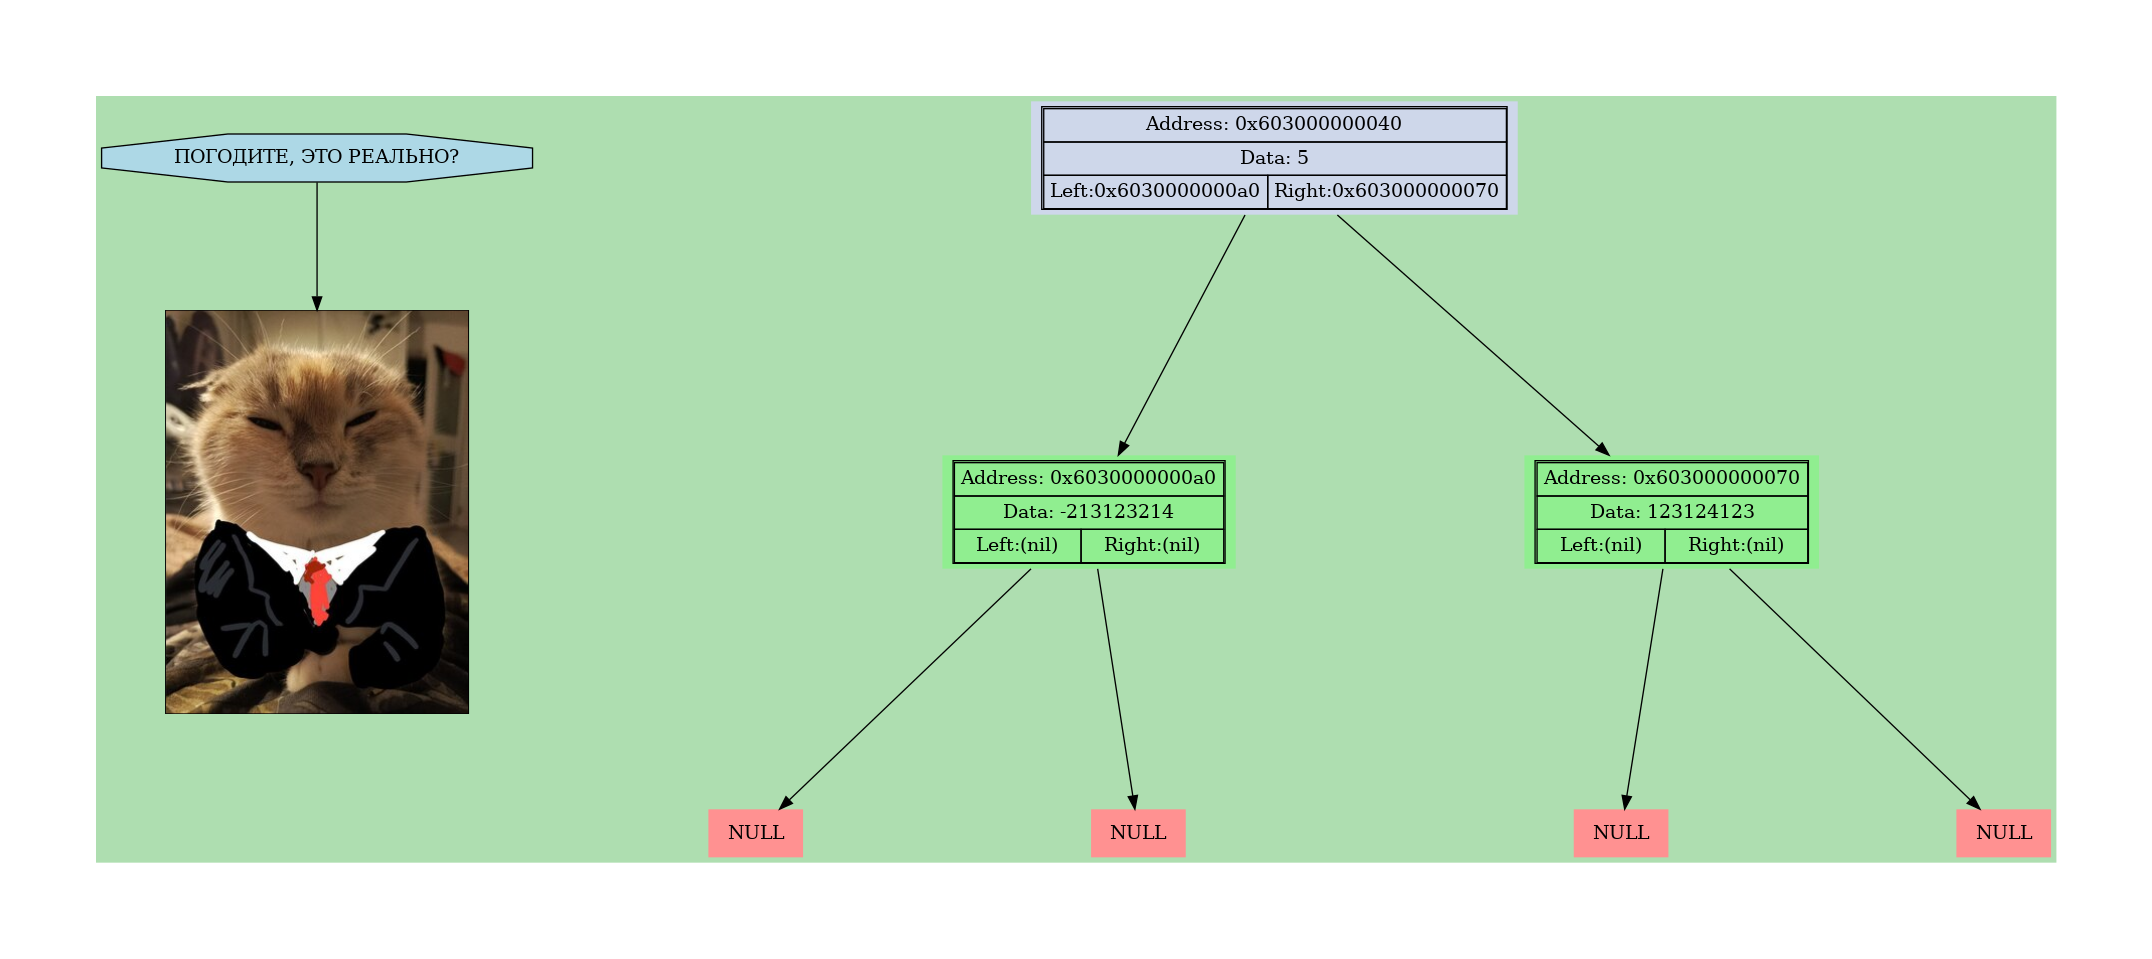 ПОГОДИТЕ, ЭТО РЕАЛЬНО?
Address: 0x603000000040
Data: 5
Left:0x6030000000a0
Right:0x603000000070
Address: 0x6030000000a0
Data: -213123214
Left:(nil)
Right:(nil)
Address: 0x603000000070
Data: 123124123
Left:(nil)
Right:(nil)
NULL
NULL
NULL
NULL